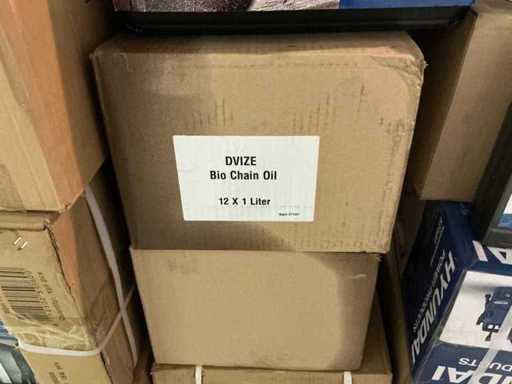 DVIZE
Bio Chain Oil
12 X 1 Liter
HYUNDAI